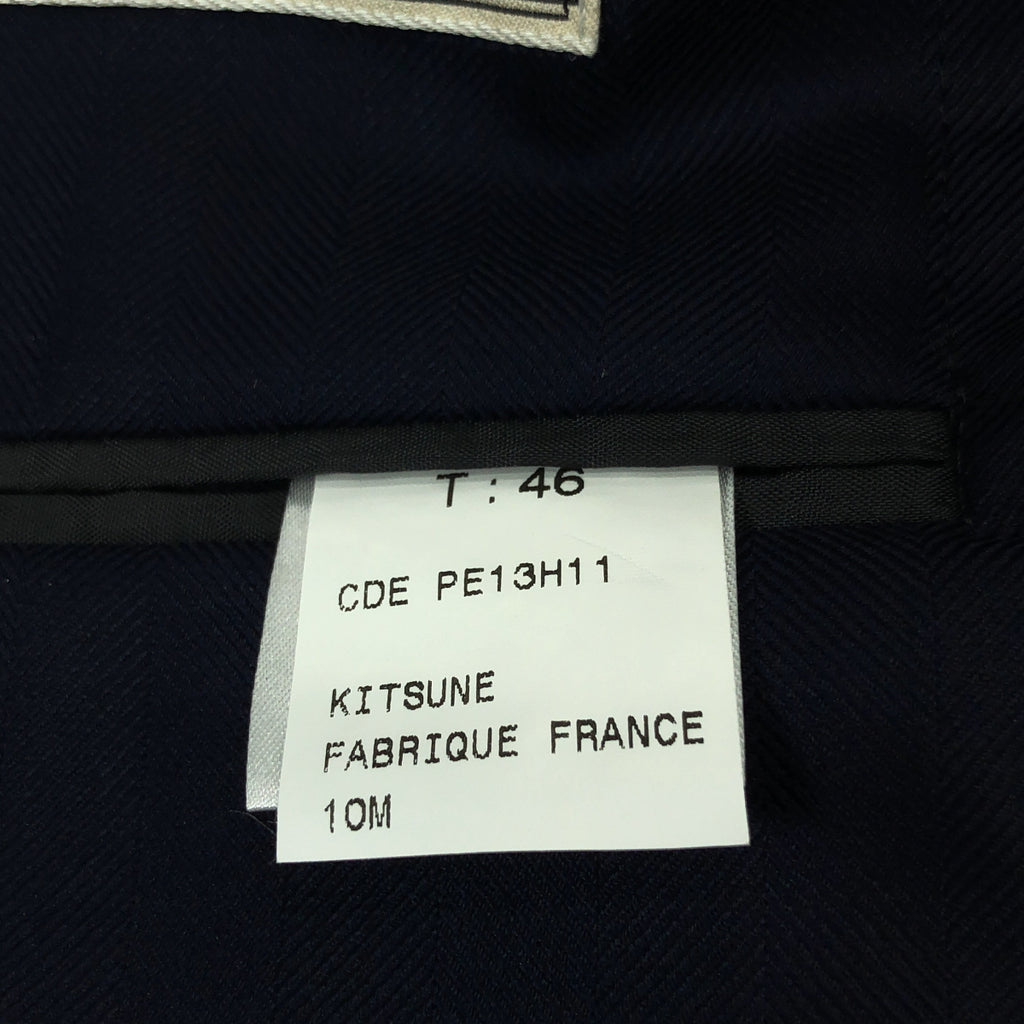 T : 46
CDE PE13H11
KITSUNE
FABRIQUE FRANCE
10M